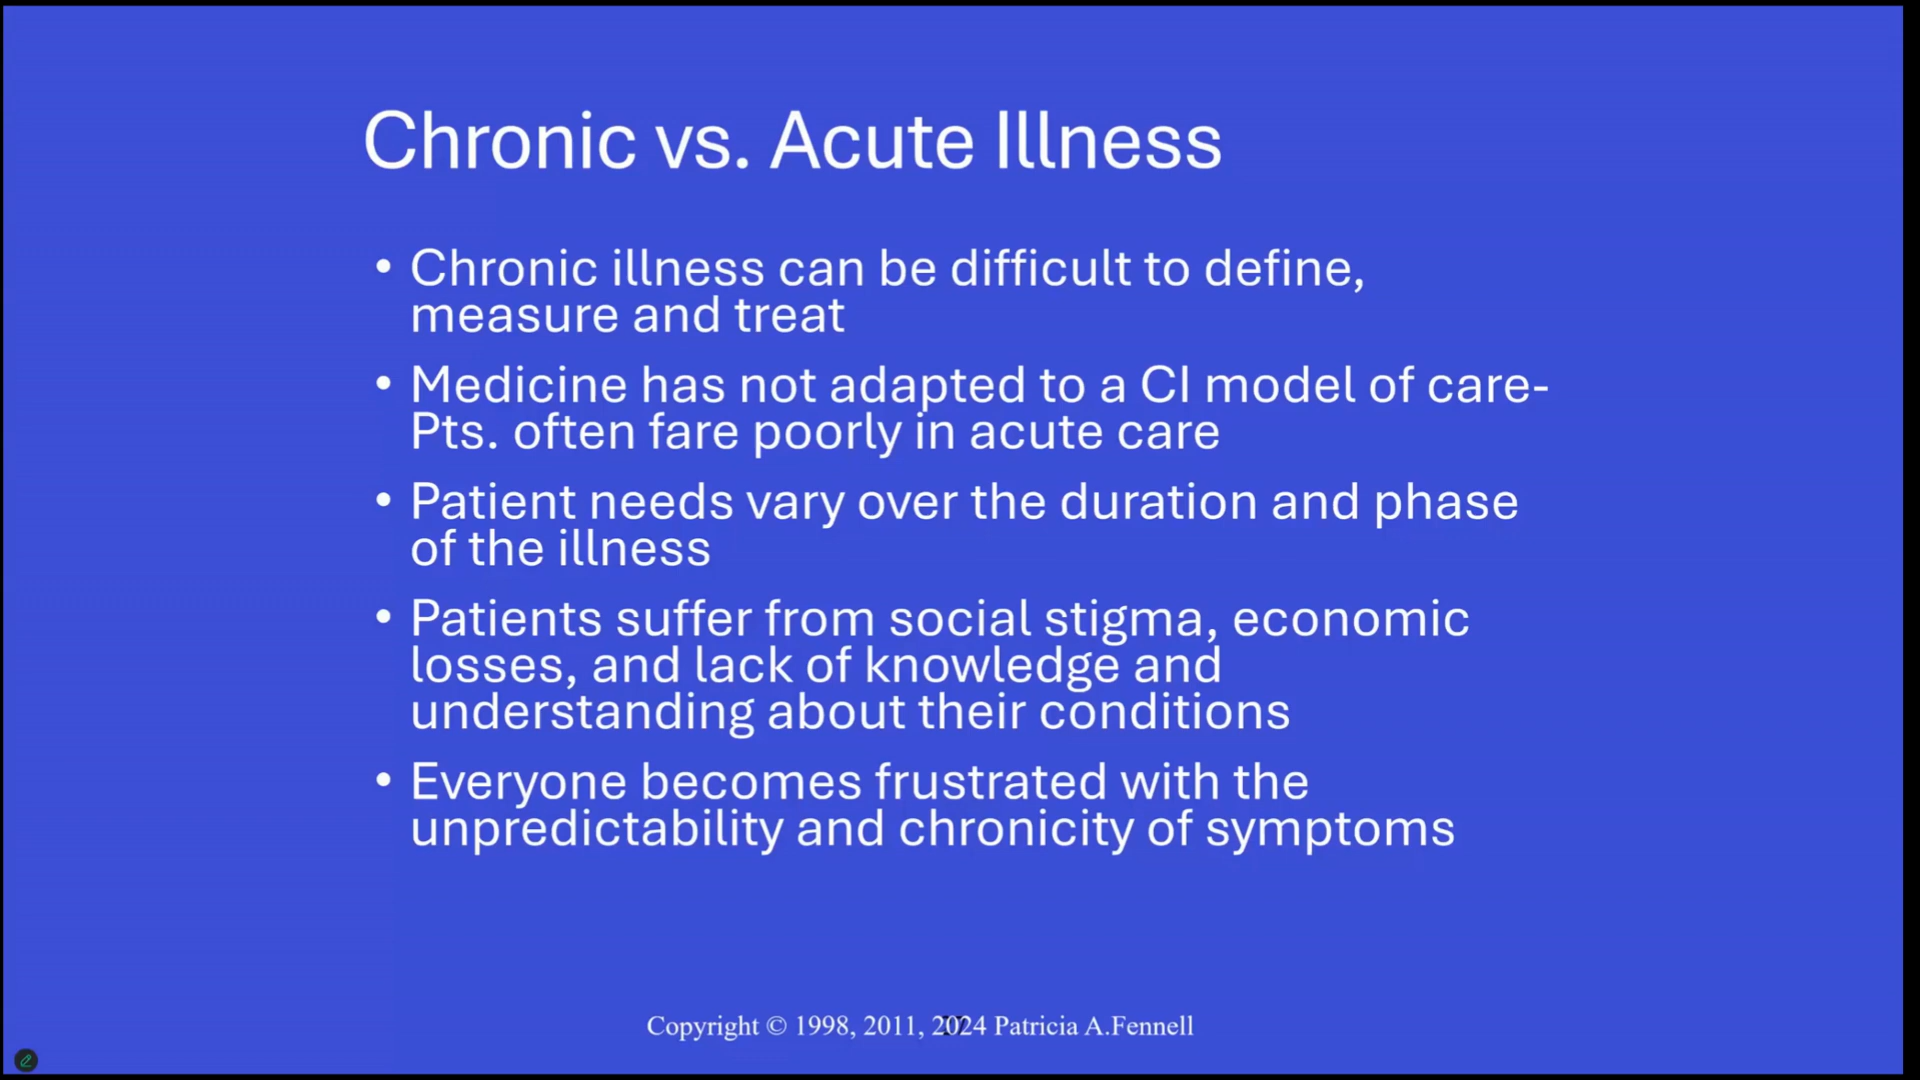 Chronic vs. Acute Illness
• Chronic illness can be difficult to define,
measure and treat
• Medicine has not adapted to a CI model of care-
Pts. often fare poorly in acute care
• Patient needs vary over the duration and phase
of the illness
• Patients suffer from social stigma, economic
losses, and lack of knowledge and
understanding about their conditions
• Everyone becomes frustrated with the
unpredictability and chronicity of symptoms
Copyright © 1998, 2011, 2024 Patricia A.Fennell